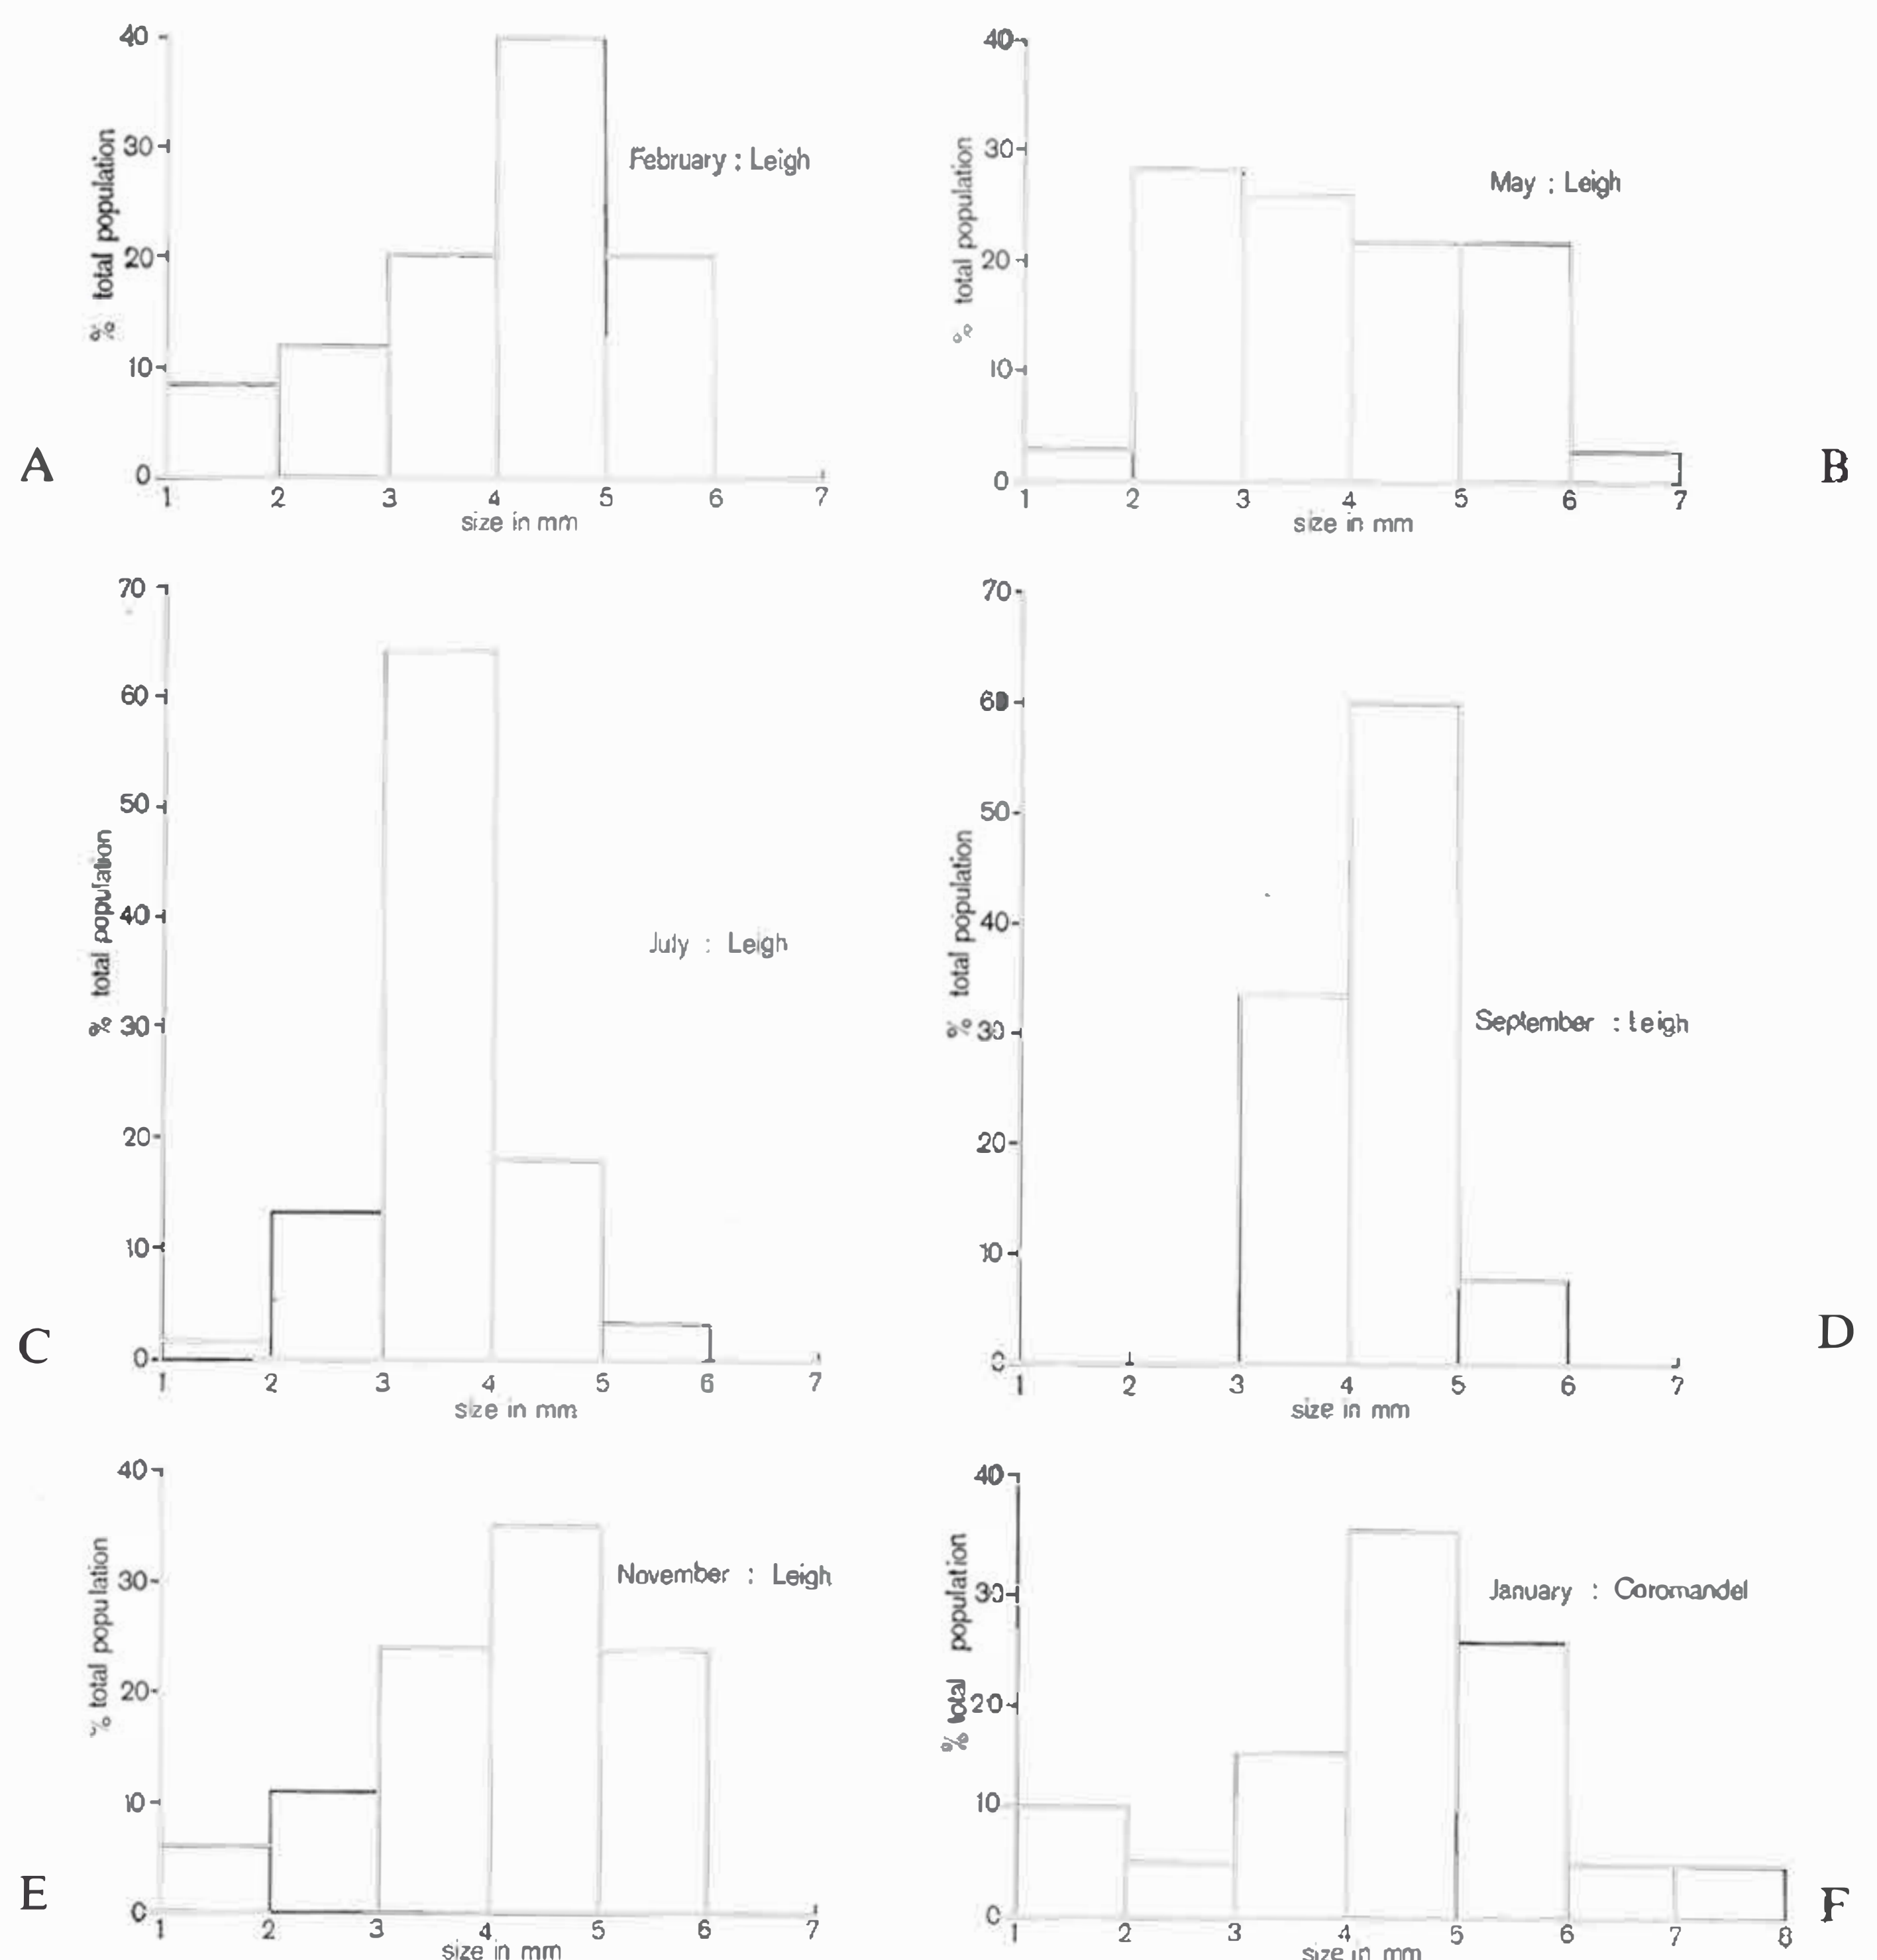 40
30
20
10
0
% total population
February : Leigh
1 2 3 4 5 6 7
size in mm
A
40
30
20
10
0
% total population
May : Leigh
1 2 3 4 5 6 7
size in mm
B
70
60
50
40
30
20
10
0
% total population
July : Leigh
1 2 3 4 5 6 7
size in mm
C
70
60
50
40
30
20
10
0
% total population
September : Leigh
1 2 3 4 5 6 7
size in mm
D
40
30
20
10
0
% total population
November : Leigh
1 2 3 4 5 6 7
size in mm
E
40
30
20
10
0
% total population
January : Coromandel
1 2 3 4 5 6 7 8
size in mm
F